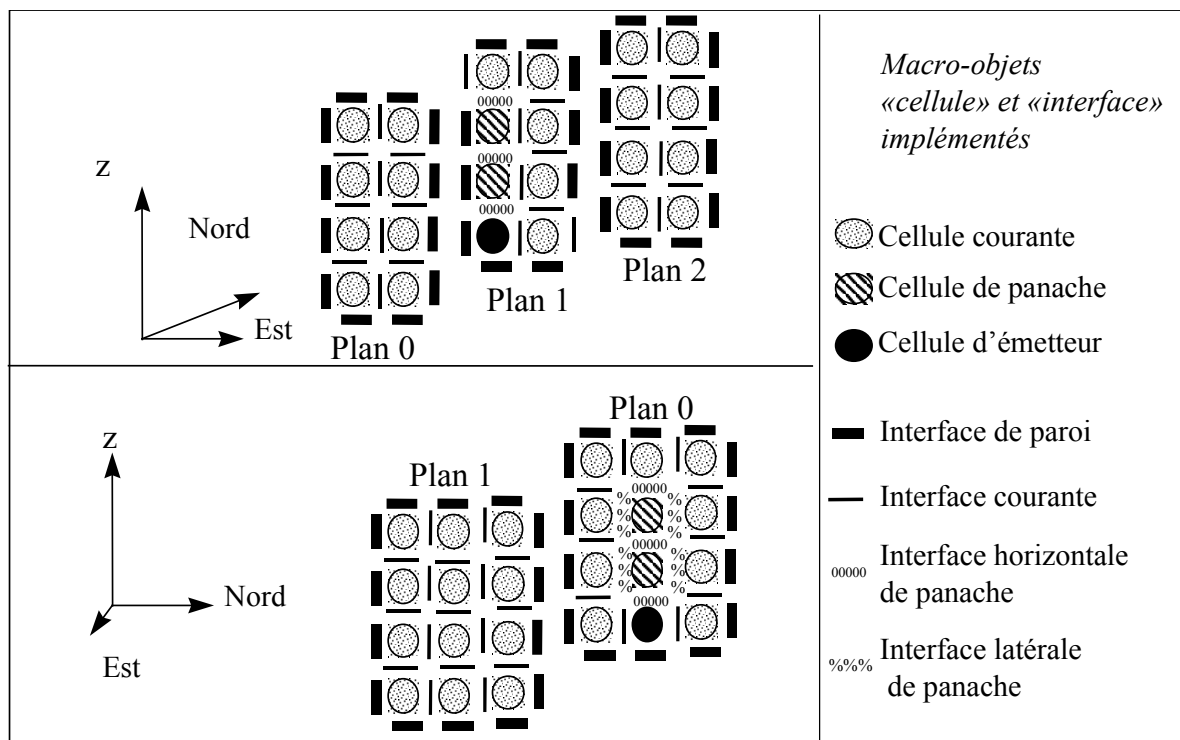 z
Nord
Est
Plan 0
Plan 1
Plan 2
z
Nord
Est
Plan 1
Plan 0
Macro-objets
«cellule» et «interface»
implémentés
Cellule courante
Cellule de panache
Cellule d’émetteur
Interface de paroi
Interface courante
00000 Interface horizontale
de panache
%%% Interface latérale
de panache